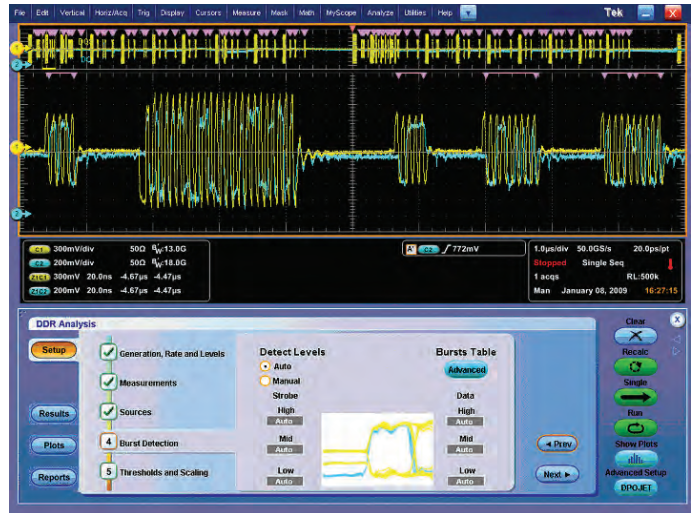 File Edit Vertical Horiz/Acq Trig Display Cursors Measure Mask Math MyScope Analyze Utilities Help Tek
C1 300mV/div 50Ω BW:13.0G
C2 200mV/div 50Ω BW:18.0G
Z1C1 300mV 20.0ns -4.67µs -4.47µs
Z1C2 200mV 20.0ns -4.67µs -4.47µs
A' C2 772mV
1.0µs/div 50.0GS/s 20.0ps/pt
Stopped Single Seq
1 acqs RL:500k
Man January 08, 2009 16:27:15
DDR Analysis
Setup
Results
Plots
Reports
Generation, Rate and Levels
Measurements
Sources
4 Burst Detection
5 Thresholds and Scaling
Detect Levels
Auto
Manual
Strobe
High
Auto
Mid
Auto
Low
Auto
Bursts Table
Advanced
Data
High
Auto
Mid
Auto
Low
Auto
Prev
Next
Clear
X
Recalc
Single
Run
Show Plots
Advanced Setup
DPOJET